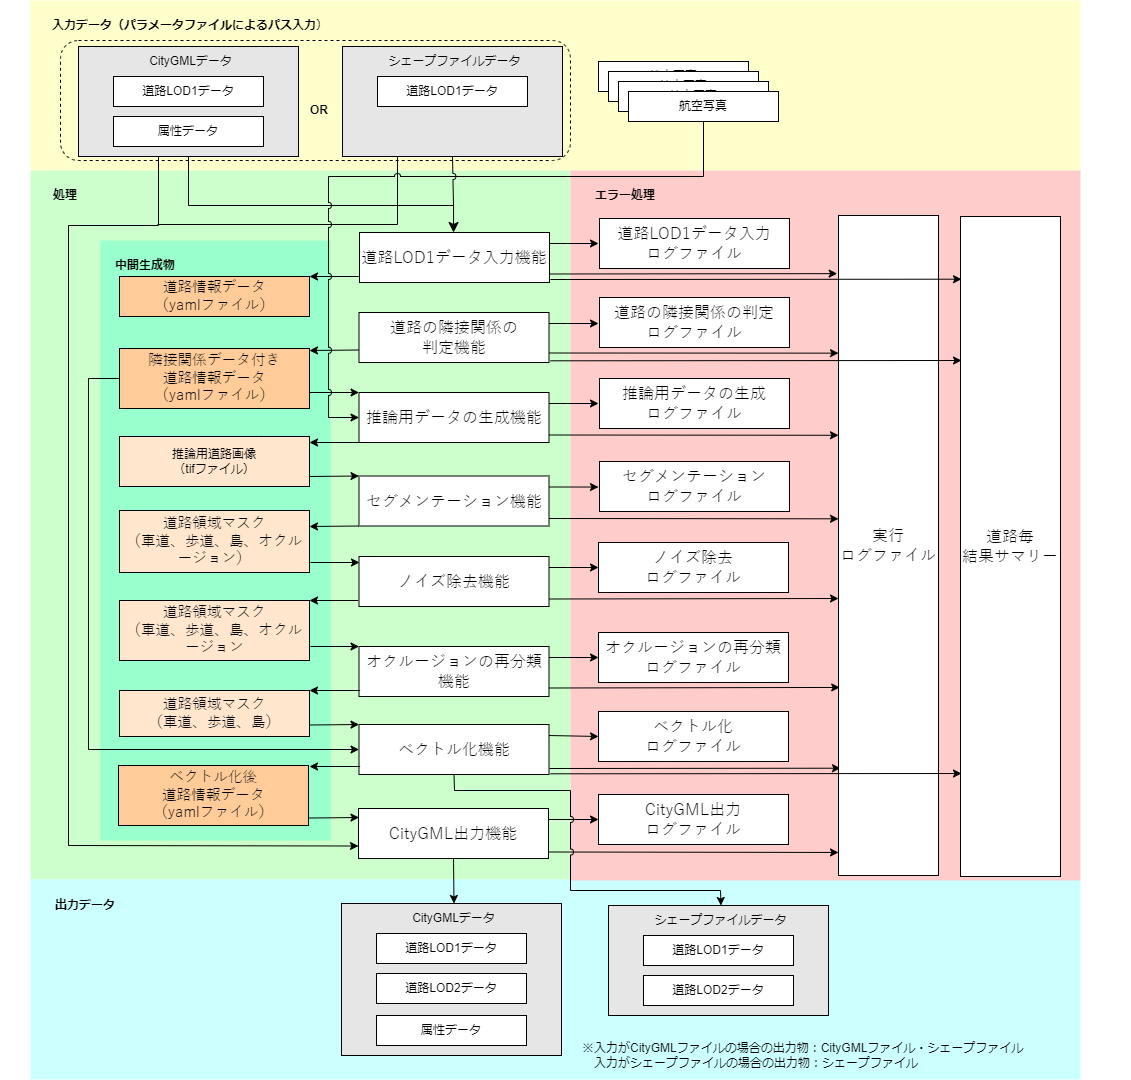 入力データ（パラメータファイルによるパス入力）
CityGMLデータ
道路LOD1データ
属性データ
OR
シェープファイルデータ
道路LOD1データ
航空写真
処理
エラー処理
中間生成物
道路LOD1データ入力機能
道路LOD1データ入力
ログファイル
道路情報データ
（yamlファイル）
道路の隣接関係の
判定機能
道路の隣接関係の判定
ログファイル
隣接関係データ付き
道路情報データ
（yamlファイル）
推論用データの生成機能
推論用データの生成
ログファイル
推論用道路画像
（tifファイル）
セグメンテーション機能
セグメンテーション
ログファイル
道路領域マスク
（車道、歩道、島、オクル
ージョン）
ノイズ除去機能
ノイズ除去
ログファイル
実行
ログファイル
道路毎
結果サマリー
道路領域マスク
（車道、歩道、島、オクル
ージョン
オクルージョンの再分類
機能
オクルージョンの再分類
ログファイル
道路領域マスク
（車道、歩道、島）
ベクトル化機能
ベクトル化
ログファイル
ベクトル化後
道路情報データ
（yamlファイル）
CityGML出力機能
CityGML出力
ログファイル
出力データ
CityGMLデータ
道路LOD1データ
道路LOD2データ
属性データ
シェープファイルデータ
道路LOD1データ
道路LOD2データ
※入力がCityGMLファイルの場合の出力物：CityGMLファイル・シェープファイル
入力がシェープファイルの場合の出力物：シェープファイル